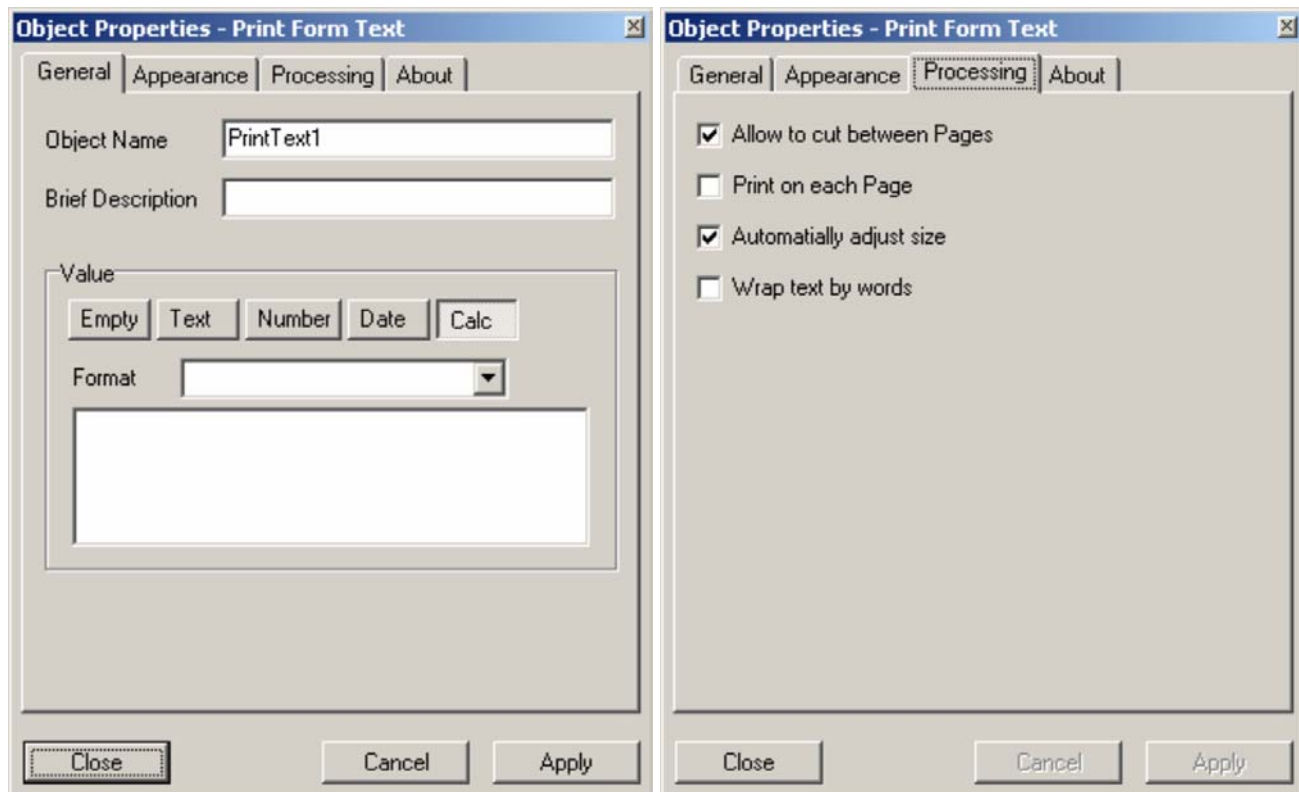 Object Properties - Print Form Text
General Appearance Processing About
Object Name PrintText1
Brief Description
Value
Empty Text Number Date Calc
Format
Close Cancel Apply
Object Properties - Print Form Text
General Appearance Processing About
Allow to cut between Pages
Print on each Page
Automatially adjust size
Wrap text by words
Close Cancel Apply